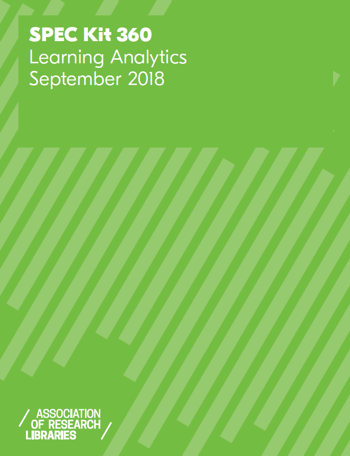 SPEC Kit 360
Learning Analytics
September 2018
ASSOCIATION
OF RESEARCH
LIBRARIES